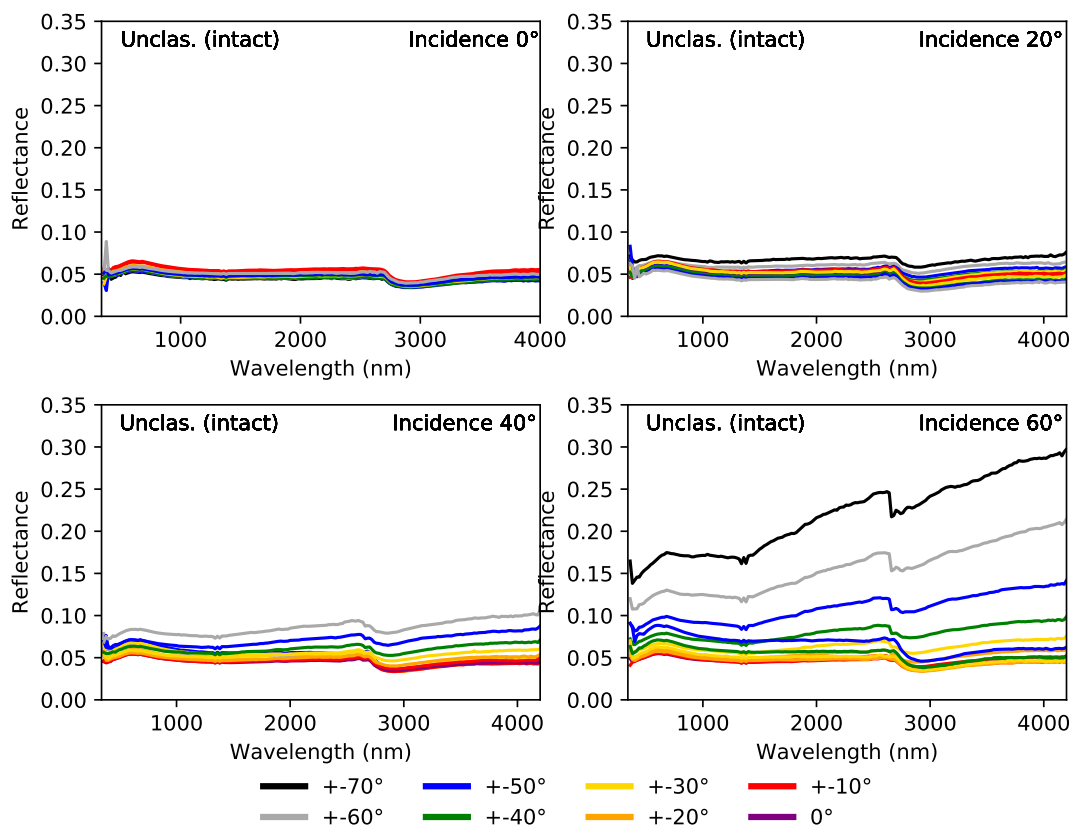 Unclas. (intact) Incidence 0°
Reflectance
0.35
0.30
0.25
0.20
0.15
0.10
0.05
0.00
1000 2000 3000 4000
Wavelength (nm)
Unclas. (intact) Incidence 20°
Reflectance
0.35
0.30
0.25
0.20
0.15
0.10
0.05
0.00
1000 2000 3000 4000
Wavelength (nm)
Unclas. (intact) Incidence 40°
Reflectance
0.35
0.30
0.25
0.20
0.15
0.10
0.05
0.00
1000 2000 3000 4000
Wavelength (nm)
Unclas. (intact) Incidence 60°
Reflectance
0.35
0.30
0.25
0.20
0.15
0.10
0.05
0.00
1000 2000 3000 4000
Wavelength (nm)
+-70° +-50° +-30° +-10°
+-60° +-40° +-20° 0°